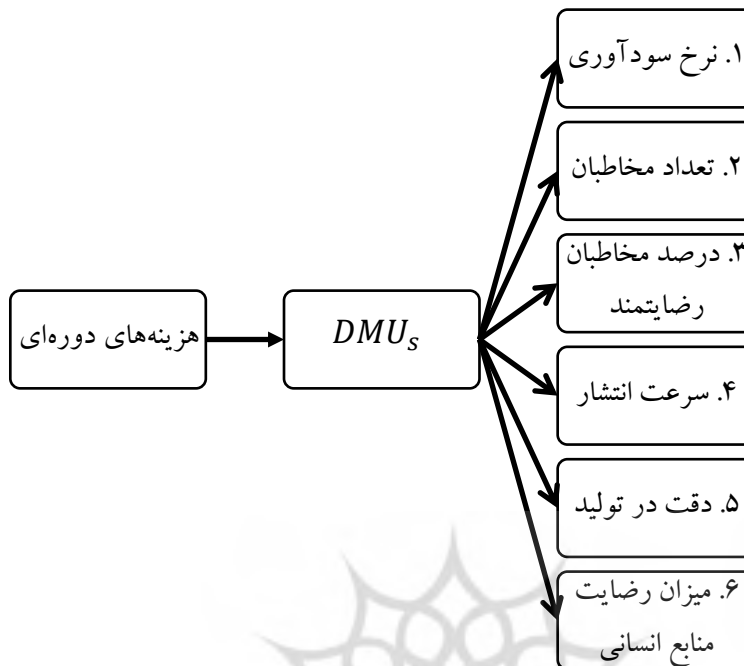 هزینه‌های دوره‌ای
DMU_s
۱. نرخ سودآوری
۲. تعداد مخاطبان
۳. درصد مخاطبان
رضایتمند
۴. سرعت انتشار
۵. دقت در تولید
۶. میزان رضایت
منابع انسانی